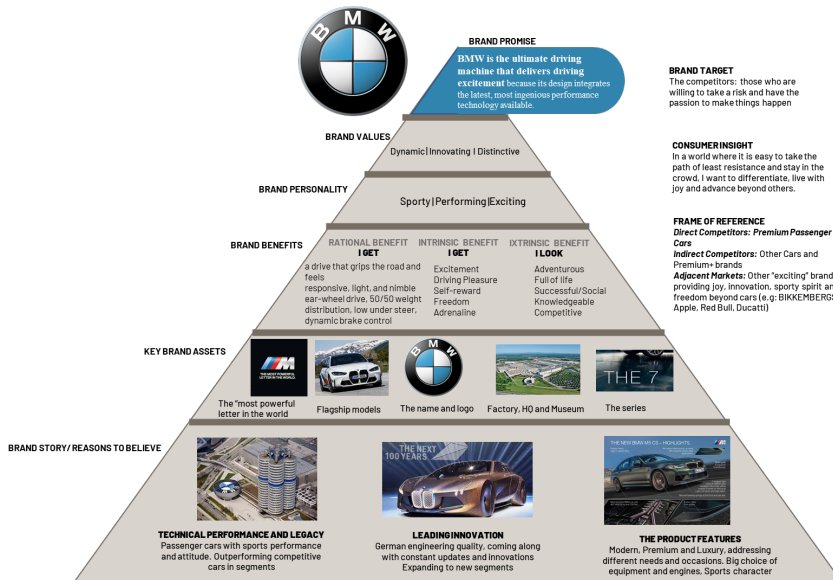 BMW
BRAND PROMISE
BMW is the ultimate driving
machine that delivers driving
excitement because its design integrates
the latest, most ingenious performance
technology available.
BRAND TARGET
The competitors: those who are
willing to take a risk and have the
passion to make things happen
BRAND VALUES
Dynamic|Innovating I Distinctive
CONSUMER INSIGHT
In a world where it is easy to take the
path of least resistance and stay in the
crowd, I want to differentiate, live with
joy and advance beyond others.
BRAND PERSONALITY
Sporty|Performing|Exciting
FRAME OF REFERENCE
Direct Competitors: Premium Passenger
Cars
Indirect Competitors: Other Cars and
Premium+ brands
Adjacent Markets: Other "exciting" brand
providing joy, innovation, sporty spirit an
freedom beyond cars (e.g: BIKKEMBERGS
Apple, Red Bull, Ducatti)
BRAND BENEFITS
RATIONAL BENEFIT
I GET
a drive that grips the road and
feels
responsive, light, and nimble
ear-wheel drive, 50/50 weight
distribution, low under steer,
dynamic brake control
INTRINSIC BENEFIT
I GET
Excitement
Driving Pleasure
Self-reward
Freedom
Adrenaline
IXTRINSIC BENEFIT
I LOOK
Adventurous
Full of life
Successful/Social
Knowledgeable
Competitive
KEY BRAND ASSETS
M
THE MOST POWERFUL
LETTER IN THE WORLD.
The "most powerful
letter in the world
Flagship models
BMW
The name and logo
Factory, HQ and Museum
THE 7
The series
BRAND STORY/ REASONS TO BELIEVE
TECHNICAL PERFORMANCE AND LEGACY
Passenger cars with sports performance
and attitude. Outperforming competitive
cars in segments
THE NEXT
100 YEARS
LEADING INNOVATION
German engineering quality, coming along
with constant updates and innovations
Expanding to new segments
THE NEW BMW M5 CS – HIGHLIGHTS.
THE PRODUCT FEATURES
Modern, Premium and Luxury, addressing
different needs and occasions. Big choice of
equipment and engines. Sports character